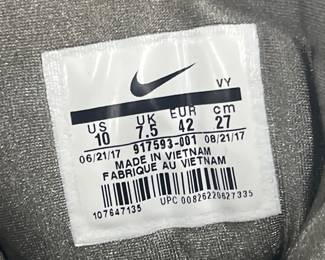 VY
US UK EUR cm
10 7.5 42 27
06/21/17 917593-001 08/21/17
MADE IN VIETNAM
FABRIQUE AU VIETNAM
107647135 UPC 00826220627335